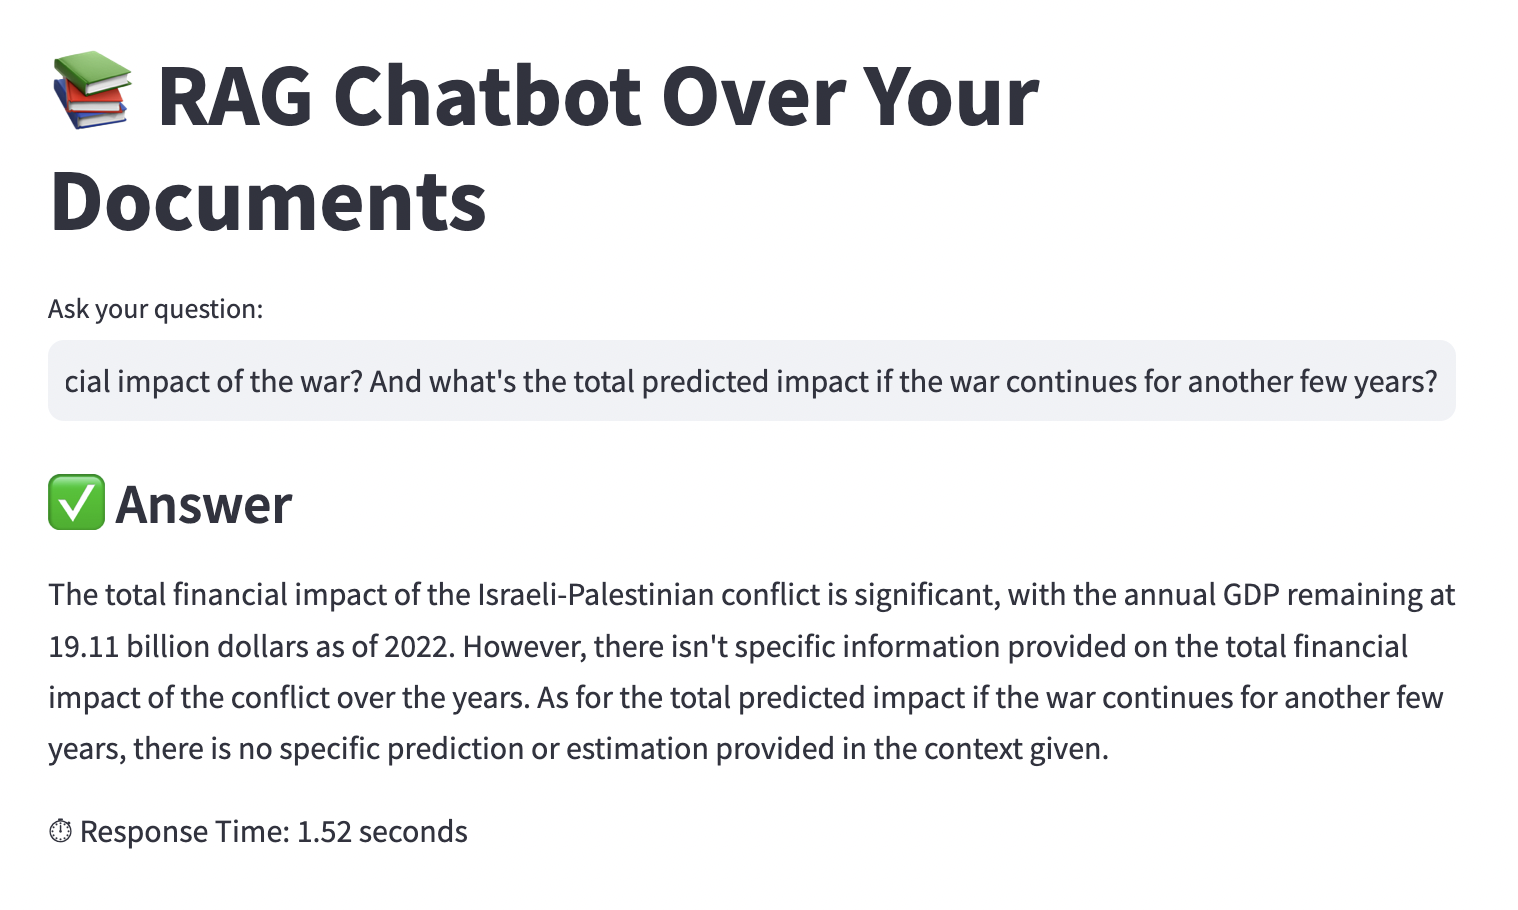 RAG Chatbot Over Your
Documents
Ask your question:
cial impact of the war? And what's the total predicted impact if the war continues for another few years?
Answer
The total financial impact of the Israeli-Palestinian conflict is significant, with the annual GDP remaining at
19.11 billion dollars as of 2022. However, there isn't specific information provided on the total financial
impact of the conflict over the years. As for the total predicted impact if the war continues for another few
years, there is no specific prediction or estimation provided in the context given.
Response Time: 1.52 seconds